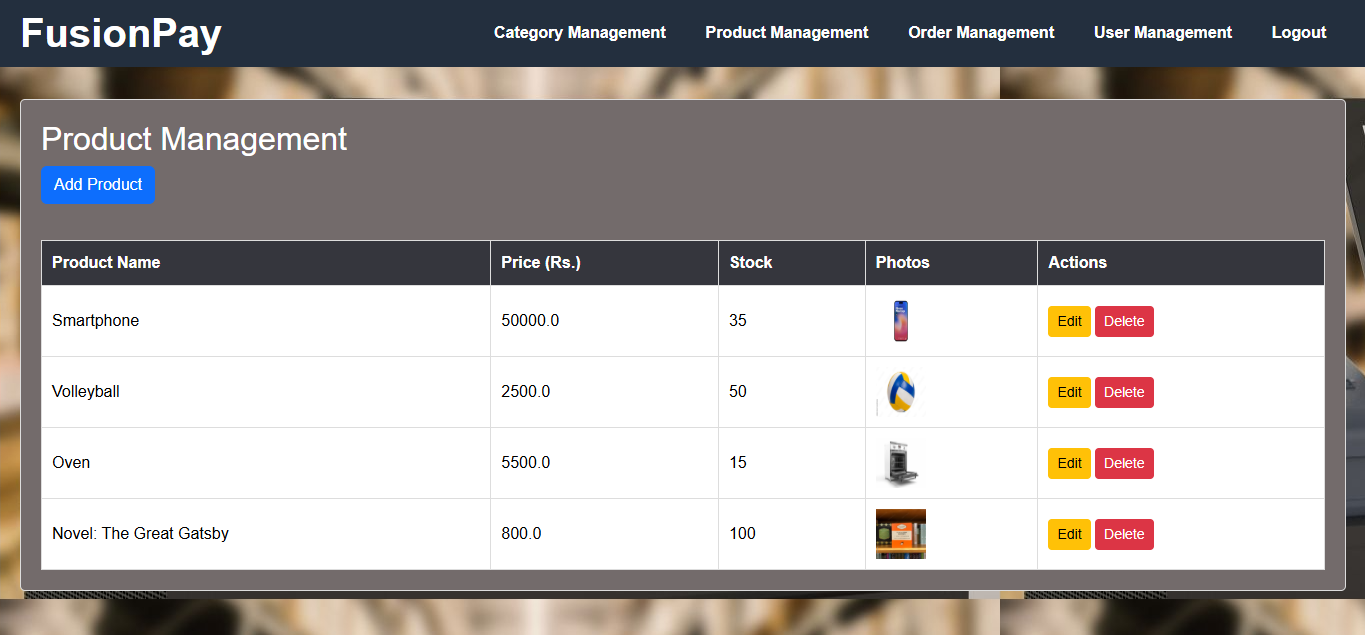 FusionPay
Category Management Product Management Order Management User Management Logout
Product Management
Add Product
Product Name Price (Rs.) Stock Photos Actions
Smartphone 50000.0 35 Edit Delete
Volleyball 2500.0 50 Edit Delete
Oven 5500.0 15 Edit Delete
Novel: The Great Gatsby 800.0 100 Edit Delete